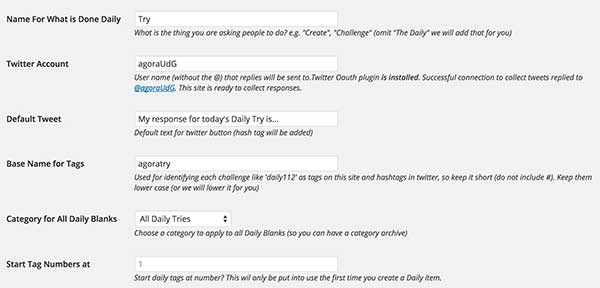 Name For What is Done Daily
Try
What is the thing you are asking people to do? e.g. "Create", "Challenge" (omit "The Daily" we will add that for you)
Twitter Account
agoraUdG
User name (without the @) that replies will be sent to.Twitter Oauth plugin is installed. Successful connection to collect tweets replied to
@agoraUdG. This site is ready to collect responses.
Default Tweet
My response for today's Daily Try is...
Default text for twitter button (hash tag will be added)
Base Name for Tags
agoratry
Used for identifying each challenge like 'daily112' as tags on this site and hashtags in twitter, so keep it short (do not include #). Keep them
lower case (or we will lower it for you)
Category for All Daily Blanks
All Daily Tries
Choose a category to apply to all Daily Blanks (so you can have a category archive)
Start Tag Numbers at
1
Start daily tags at number? This wil only be put into use the first time you create a Daily item.